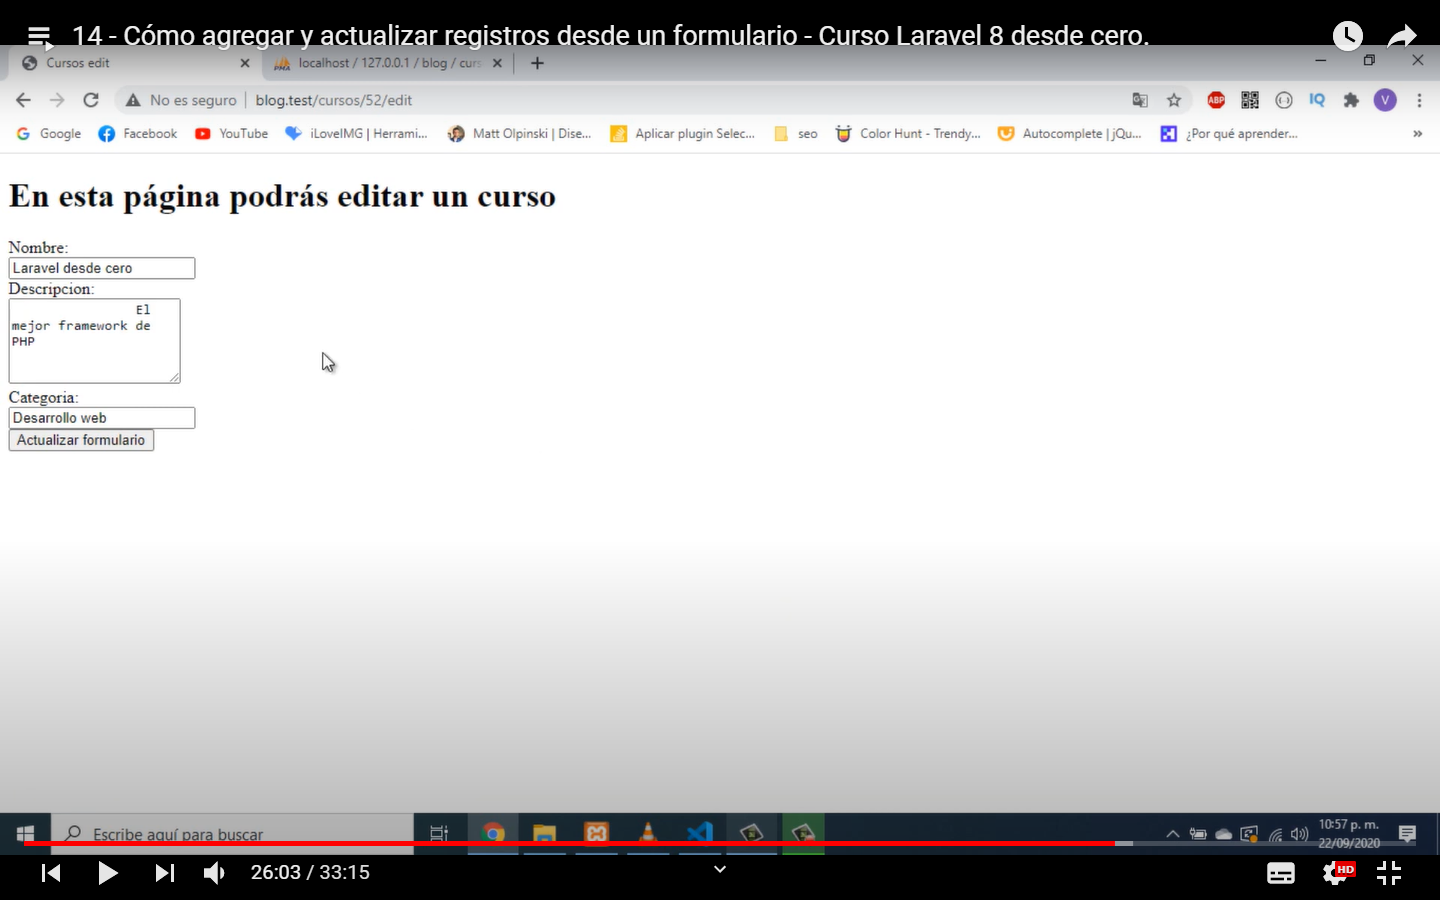 14 - Cómo agregar y actualizar registros desde un formulario - Curso Laravel 8 desde cero.
Cursos edit
localhost / 127.0.0.1 / blog / curs
No es seguro
blog.test/cursos/52/edit
ABP
IQ
V
Google
Facebook
YouTube
iLoveIMG | Herrami...
Matt Olpinski | Dise...
Aplicar plugin Selec...
seo
Color Hunt - Trendy...
Autocomplete | jQu...
¿Por qué aprender...
»
En esta página podrás editar un curso
Nombre:
Laravel desde cero
Descripcion:
El
mejor framework de
PHP
Categoria:
Desarrollo web
Actualizar formulario
Escribe aquí para buscar
10:57 p. m.
22/09/2020
26:03 / 33:15
HD